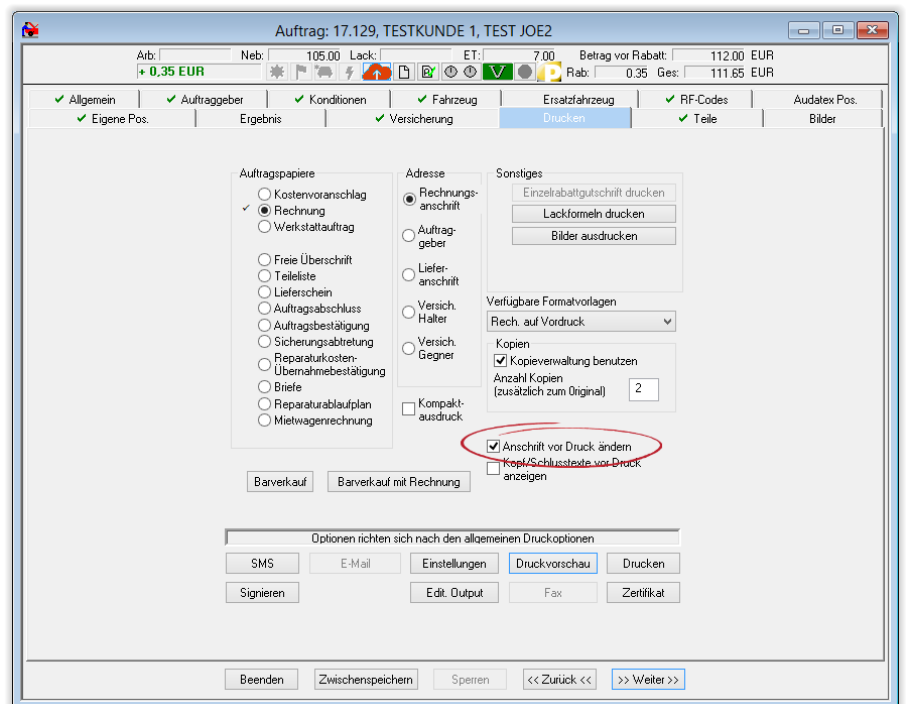 Auftrag: 17.129, TESTKUNDE 1, TEST JOE2
Arb: Neb: 105.00 Lack: ET: 7.00 Betrag vor Rabatt: 112.00 EUR
+ 0,35 EUR V P Rab: 0.35 Ges: 111.65 EUR
Allgemein Auftraggeber Konditionen Fahrzeug Ersatzfahrzeug RF-Codes Audatex Pos.
Eigene Pos. Ergebnis Versicherung Drucken Teile Bilder
Auftragspapiere
Kostenvoranschlag
Rechnung
Werkstattauftrag
Freie Überschrift
Teileliste
Lieferschein
Auftragsabschluss
Auftragsbestätigung
Sicherungsabtretung
Reparaturkosten-
Übernahmebestätigung
Briefe
Reparaturablaufplan
Mietwagenrechnung
Adresse
Rechnungs-
anschrift
Auftrag-
geber
Liefer-
anschrift
Versich.
Halter
Versich.
Gegner
Kompakt-
ausdruck
Sonstiges
Einzelrabattgutschrift drucken
Lackformeln drucken
Bilder ausdrucken
Verfügbare Formatvorlagen
Rech. auf Vordruck
Kopien
Kopieverwaltung benutzen
Anzahl Kopien
(zusätzlich zum Original) 2
Anschrift vor Druck ändern
Kopf/Schlusstexte vor Druck
anzeigen
Barverkauf Barverkauf mit Rechnung
Optionen richten sich nach den allgemeinen Druckoptionen
SMS E-Mail Einstellungen Druckvorschau Drucken
Signieren Edit. Output Fax Zertifikat
Beenden Zwischenspeichern Sperren << Zurück << >> Weiter >>